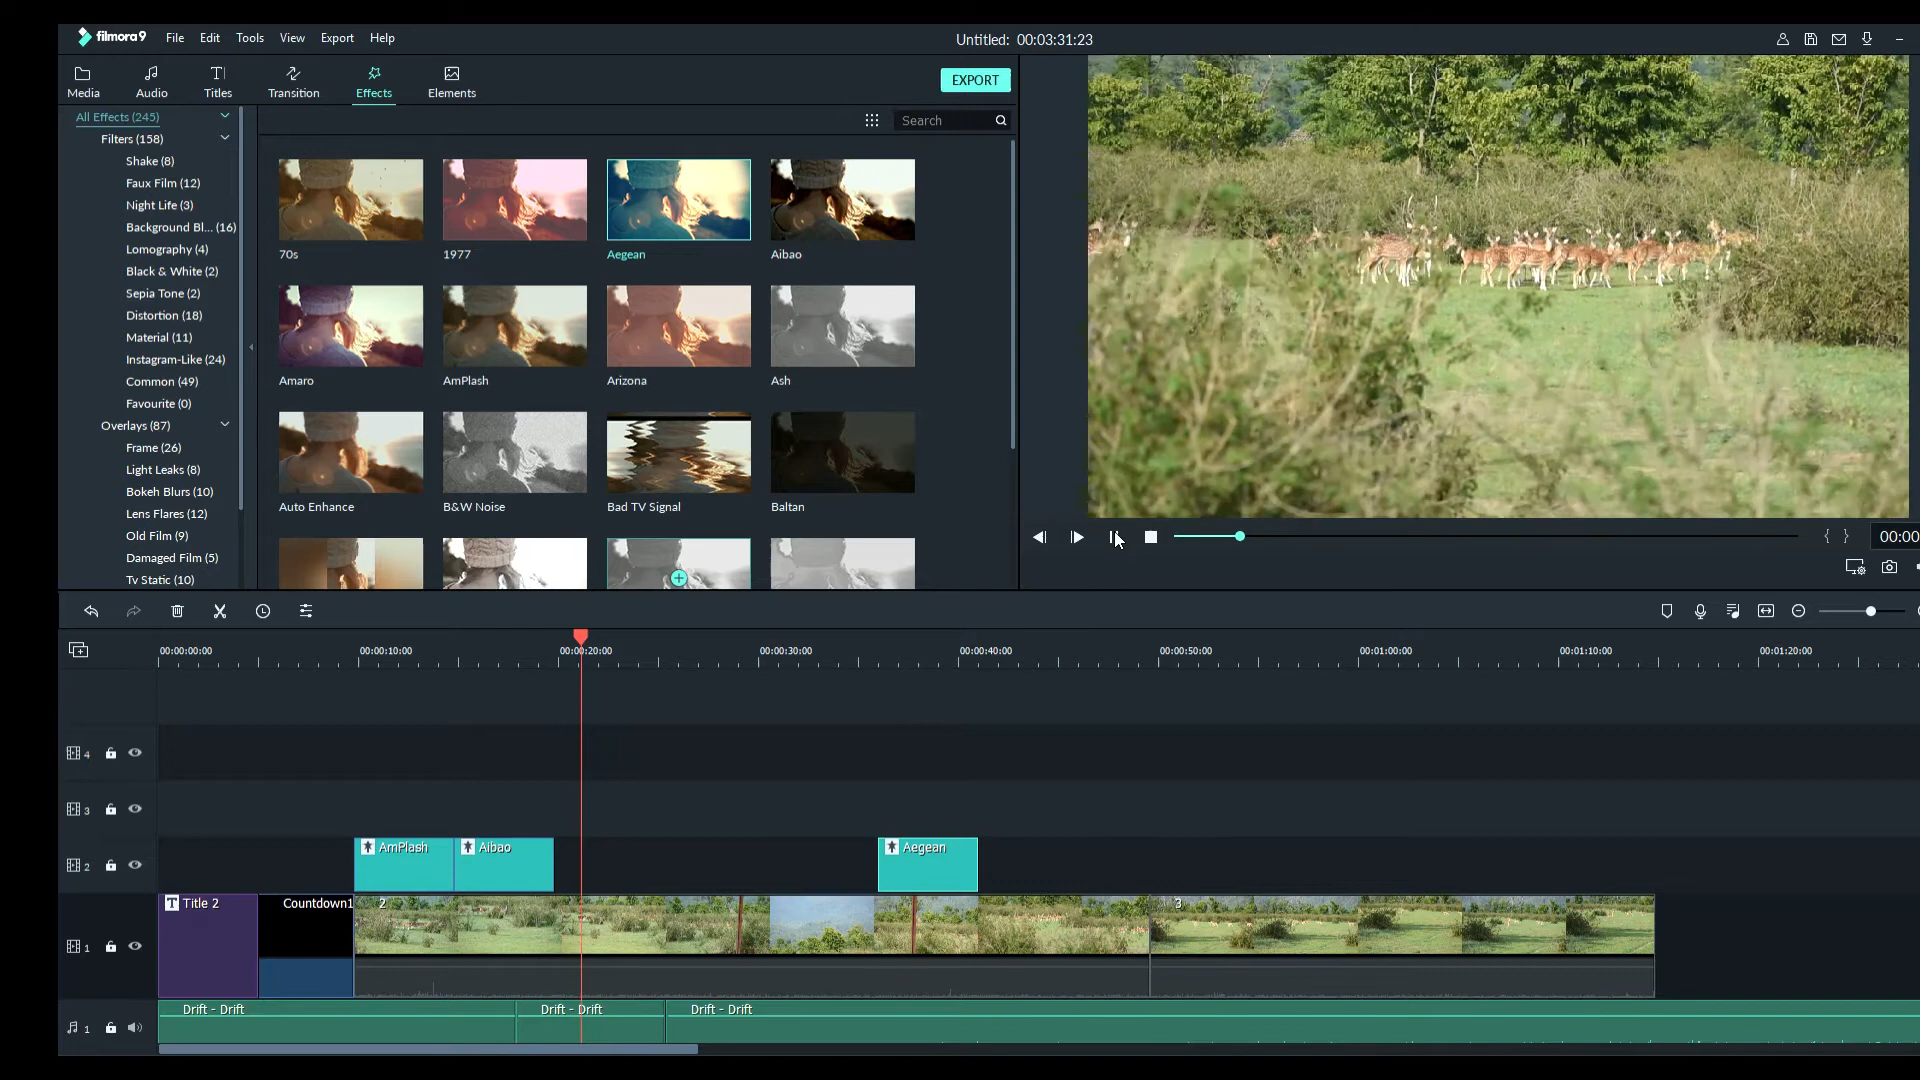 filmora9 File Edit Tools View Export Help
Untitled: 00:03:31:23
Media Audio Titles Transition Effects Elements
EXPORT
All Effects (245)
Filters (158)
Shake (8)
Faux Film (12)
Night Life (3)
Background Bl... (16)
Lomography (4)
Black & White (2)
Sepia Tone (2)
Distortion (18)
Material (11)
Instagram-Like (24)
Common (49)
Favourite (0)
Overlays (87)
Frame (26)
Light Leaks (8)
Bokeh Blurs (10)
Lens Flares (12)
Old Film (9)
Damaged Film (5)
Tv Static (10)
Search
70s 1977 Aegean Aibao
Amaro AmPlash Arizona Ash
Auto Enhance B&W Noise Bad TV Signal Baltan
{ } 00:00
00:00:00:00 00:00:10:00 00:00:20:00 00:00:30:00 00:00:40:00 00:00:50:00 00:01:00:00 00:01:10:00 00:01:20:00
4
3
2 AmPlash Aibao Aegean
Title 2 Countdown1 2 3
1
Drift - Drift Drift - Drift Drift - Drift
1